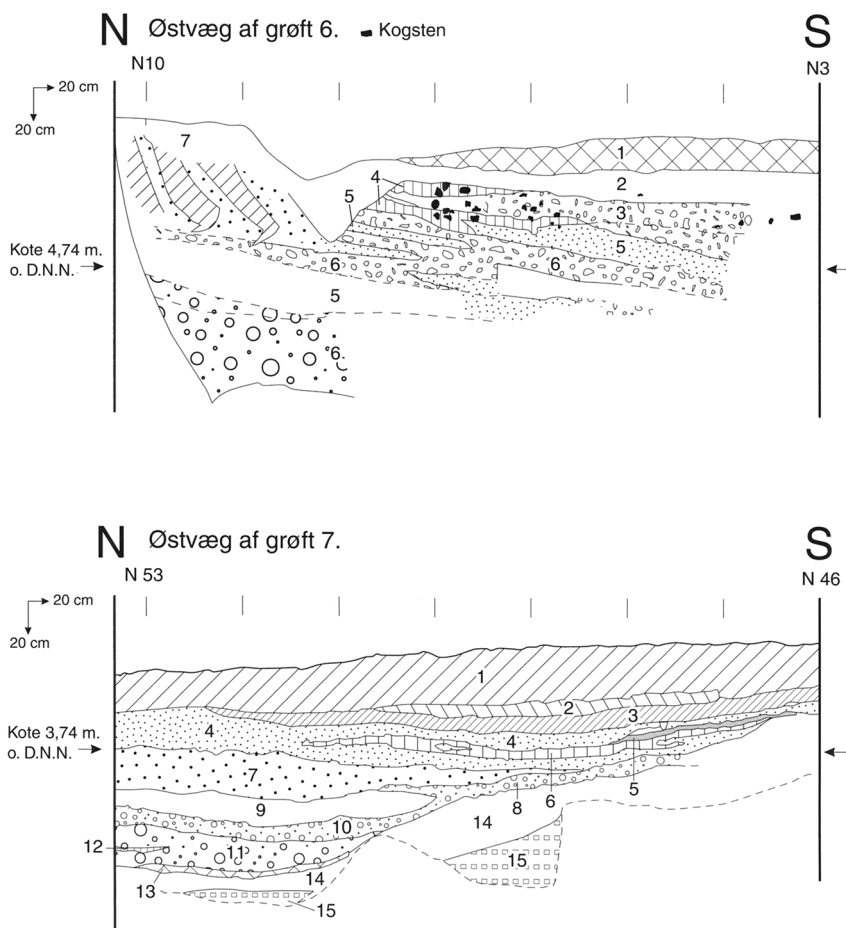 N Østvæg af grøft 6. Kogsten S
N10 N3
20 cm
20 cm
7
1
4
2
5
3
5
Kote 4,74 m.
o. D.N.N.
6 6
5
6
N Østvæg af grøft 7. S
N 53 N 46
20 cm
20 cm
1
2
3
Kote 3,74 m.
o. D.N.N.
4 4
7
8 6 5
9
10 14
12 11 15
13 14
15